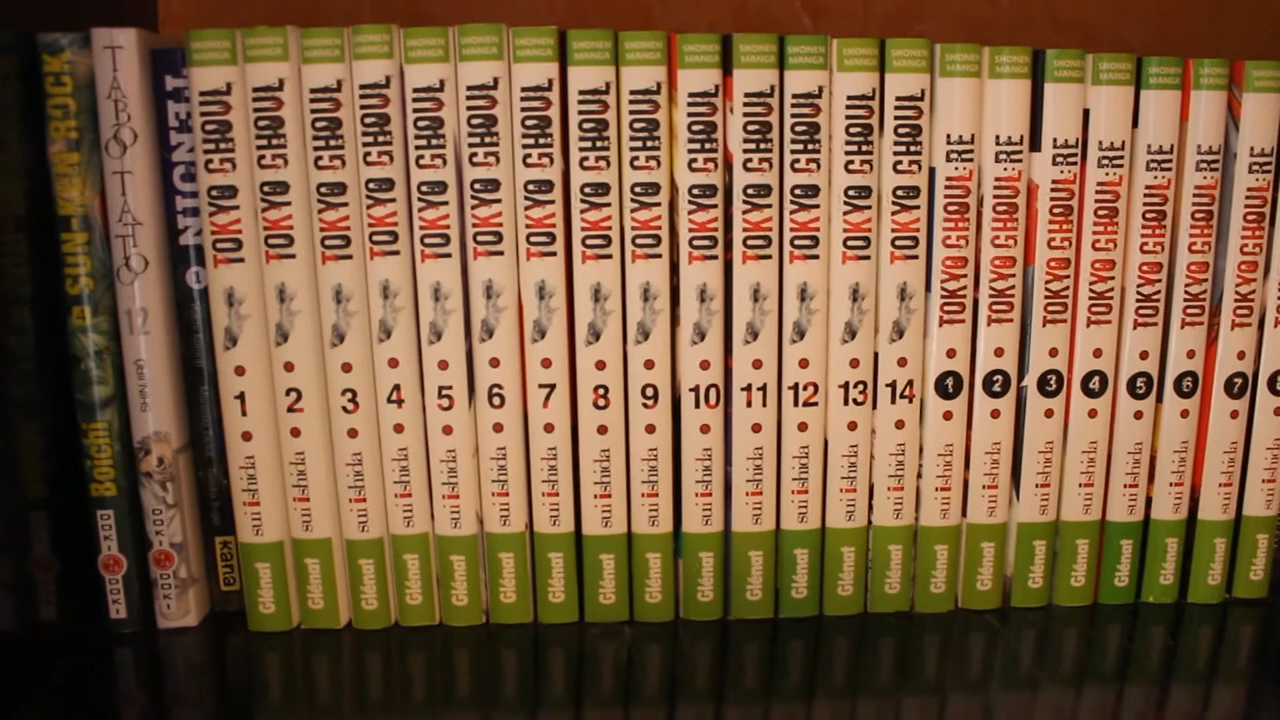 SUN-KEN ROCK
Boichi
DOKI
DOKI
TABOO TATTOO
12
SHINJIRO
DOKI
DOKI
kana
SHONEN MANGA
TOKYO GHOUL
1
sui ishida
Glénat
SHONEN MANGA
TOKYO GHOUL
2
sui ishida
Glénat
SHONEN MANGA
TOKYO GHOUL
3
sui ishida
Glénat
SHONEN MANGA
TOKYO GHOUL
4
sui ishida
Glénat
SHONEN MANGA
TOKYO GHOUL
5
sui ishida
Glénat
SHONEN MANGA
TOKYO GHOUL
6
sui ishida
Glénat
SHONEN MANGA
TOKYO GHOUL
7
sui ishida
Glénat
SHONEN MANGA
TOKYO GHOUL
8
sui ishida
Glénat
SHONEN MANGA
TOKYO GHOUL
9
sui ishida
Glénat
SHONEN MANGA
TOKYO GHOUL
10
sui ishida
Glénat
SHONEN MANGA
TOKYO GHOUL
11
sui ishida
Glénat
SHONEN MANGA
TOKYO GHOUL
12
sui ishida
Glénat
SHONEN MANGA
TOKYO GHOUL
13
sui ishida
Glénat
SHONEN MANGA
TOKYO GHOUL
14
sui ishida
Glénat
SHONEN MANGA
TOKYO GHOUL:RE
1
sui ishida
Glénat
SHONEN MANGA
TOKYO GHOUL:RE
2
sui ishida
Glénat
SHONEN MANGA
TOKYO GHOUL:RE
3
sui ishida
Glénat
SHONEN MANGA
TOKYO GHOUL:RE
4
sui ishida
Glénat
SHONEN MANGA
TOKYO GHOUL:RE
5
sui ishida
Glénat
SHONEN MANGA
TOKYO GHOUL:RE
6
sui ishida
Glénat
SHONEN MANGA
TOKYO GHOUL:RE
7
sui ishida
Glénat